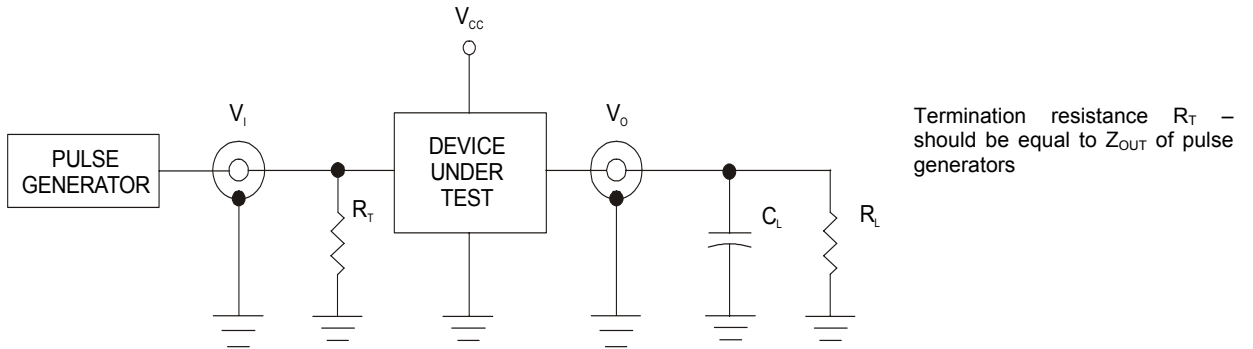 V_CC
V_I
V_O
PULSE
GENERATOR
DEVICE
UNDER
TEST
R_T
C_L
R_L
Termination resistance R_T –
should be equal to Z_OUT of pulse
generators